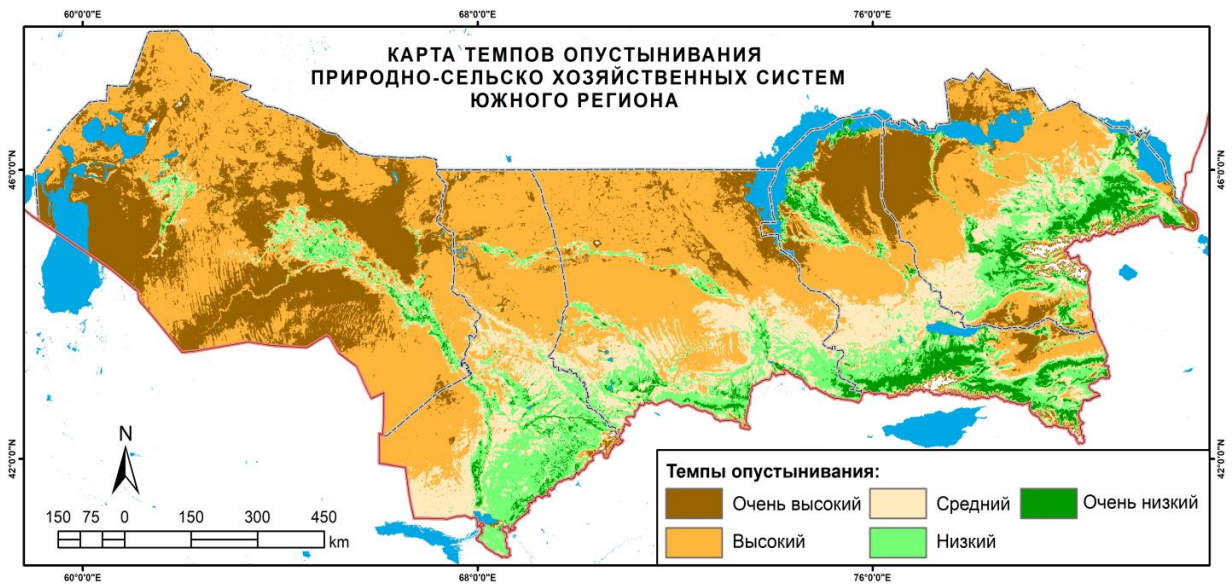 60°0'0"E 68°0'0"E 76°0'0"E
КАРТА ТЕМПОВ ОПУСТЫНИВАНИЯ
ПРИРОДНО-СЕЛЬСКО ХОЗЯЙСТВЕННЫХ СИСТЕМ
ЮЖНОГО РЕГИОНА
46°0'0"N 46°0'0"N
42°0'0"N 42°0'0"N
N
150 75 0 150 300 450
km
Темпы опустынивания:
Очень высокий Средний Очень низкий
Высокий Низкий
60°0'0"E 68°0'0"E 76°0'0"E